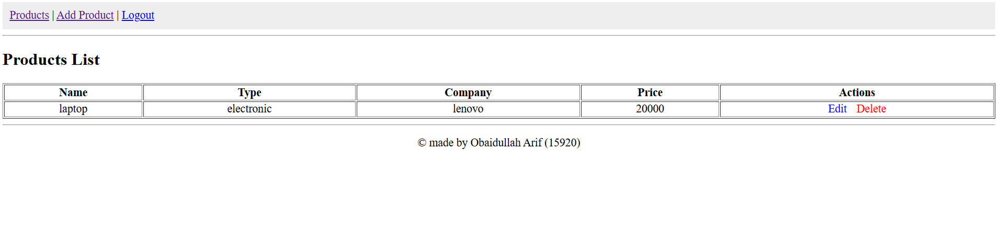 Products | Add Product | Logout
Products List
Name Type Company Price Actions
laptop electronic lenovo 20000 Edit Delete
© made by Obaidullah Arif (15920)